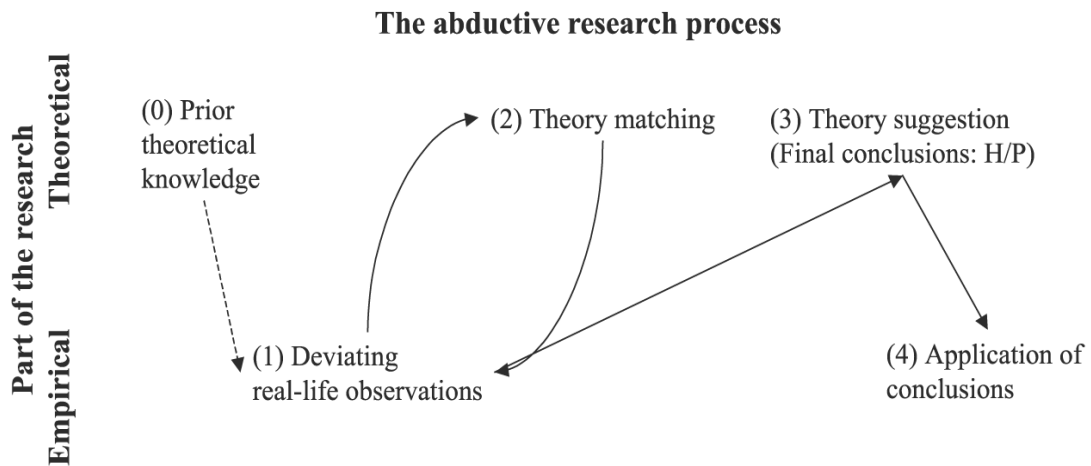 The abductive research process
Part of the research
Theoretical
Empirical
(0) Prior
theoretical
knowledge
(2) Theory matching
(3) Theory suggestion
(Final conclusions: H/P)
(1) Deviating
real-life observations
(4) Application of
conclusions